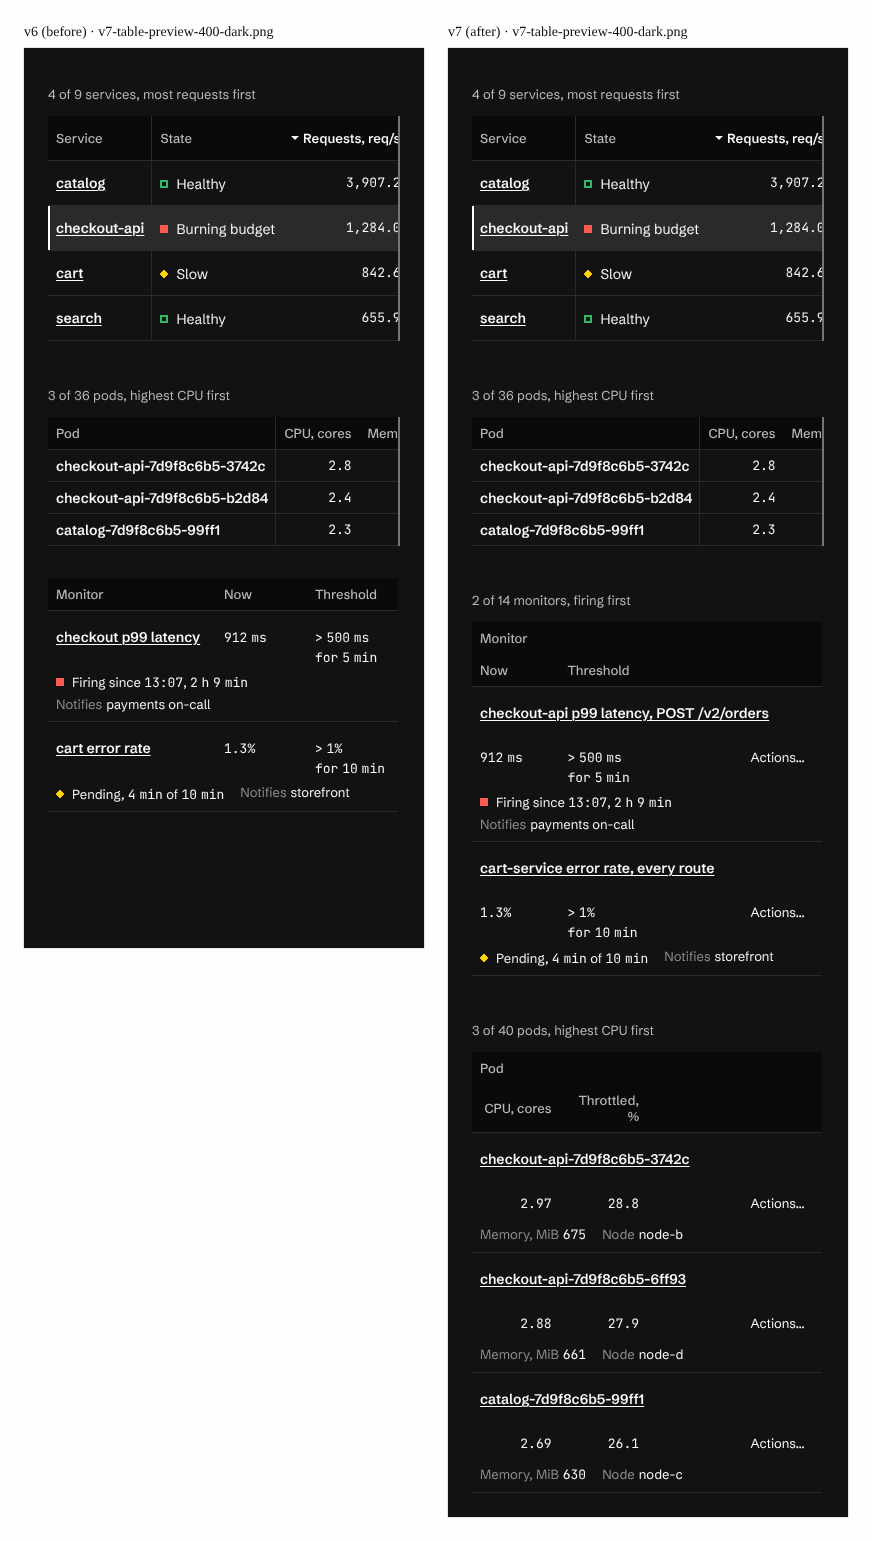 v6 (before) · v7-table-preview-400-dark.png
4 of 9 services, most requests first
Service State Requests, req/s
catalog Healthy 3,907.2
checkout-api Burning budget 1,284.0
cart Slow 842.6
search Healthy 655.9
3 of 36 pods, highest CPU first
Pod CPU, cores Mem
checkout-api-7d9f8c6b5-3742c 2.8
checkout-api-7d9f8c6b5-b2d84 2.4
catalog-7d9f8c6b5-99ff1 2.3
Monitor Now Threshold
checkout p99 latency 912 ms > 500 ms
for 5 min
Firing since 13:07, 2 h 9 min
Notifies payments on-call
cart error rate 1.3% > 1%
for 10 min
Pending, 4 min of 10 min Notifies storefront
v7 (after) · v7-table-preview-400-dark.png
4 of 9 services, most requests first
Service State Requests, req/s
catalog Healthy 3,907.2
checkout-api Burning budget 1,284.0
cart Slow 842.6
search Healthy 655.9
3 of 36 pods, highest CPU first
Pod CPU, cores Mem
checkout-api-7d9f8c6b5-3742c 2.8
checkout-api-7d9f8c6b5-b2d84 2.4
catalog-7d9f8c6b5-99ff1 2.3
2 of 14 monitors, firing first
Monitor
Now Threshold
checkout-api p99 latency, POST /v2/orders
912 ms > 500 ms Actions…
for 5 min
Firing since 13:07, 2 h 9 min
Notifies payments on-call
cart-service error rate, every route
1.3% > 1% Actions…
for 10 min
Pending, 4 min of 10 min Notifies storefront
3 of 40 pods, highest CPU first
Pod
CPU, cores Throttled,
%
checkout-api-7d9f8c6b5-3742c
2.97 28.8 Actions…
Memory, MiB 675 Node node-b
checkout-api-7d9f8c6b5-6ff93
2.88 27.9 Actions…
Memory, MiB 661 Node node-d
catalog-7d9f8c6b5-99ff1
2.69 26.1 Actions…
Memory, MiB 630 Node node-c